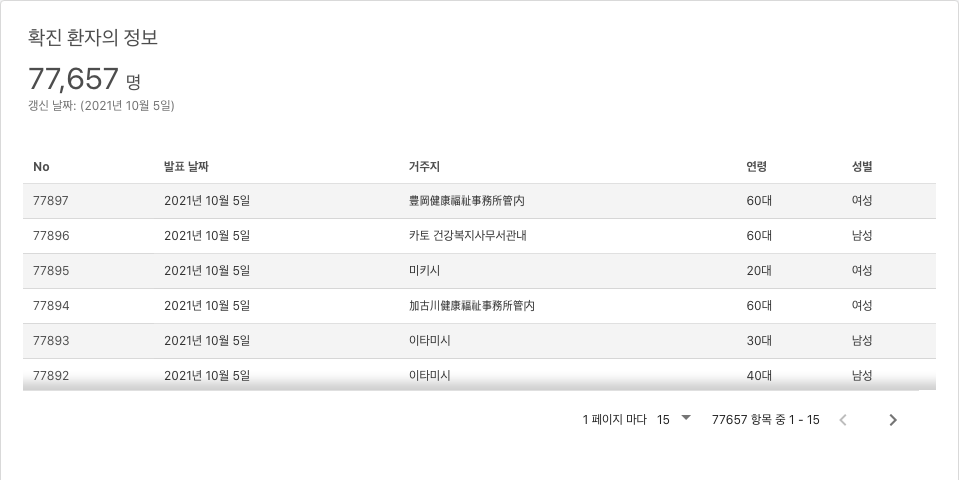 확진 환자의 정보
77,657 명
갱신 날짜: (2021년 10월 5일)
No 발표 날짜 거주지 연령 성별
77897 2021년 10월 5일 豊岡健康福祉事務所管内 60대 여성
77896 2021년 10월 5일 카토 건강복지사무서관내 60대 남성
77895 2021년 10월 5일 미키시 20대 여성
77894 2021년 10월 5일 加古川健康福祉事務所管内 60대 여성
77893 2021년 10월 5일 이타미시 30대 남성
77892 2021년 10월 5일 이타미시 40대 남성
1 페이지 마다 15 77657 항목 중 1 - 15